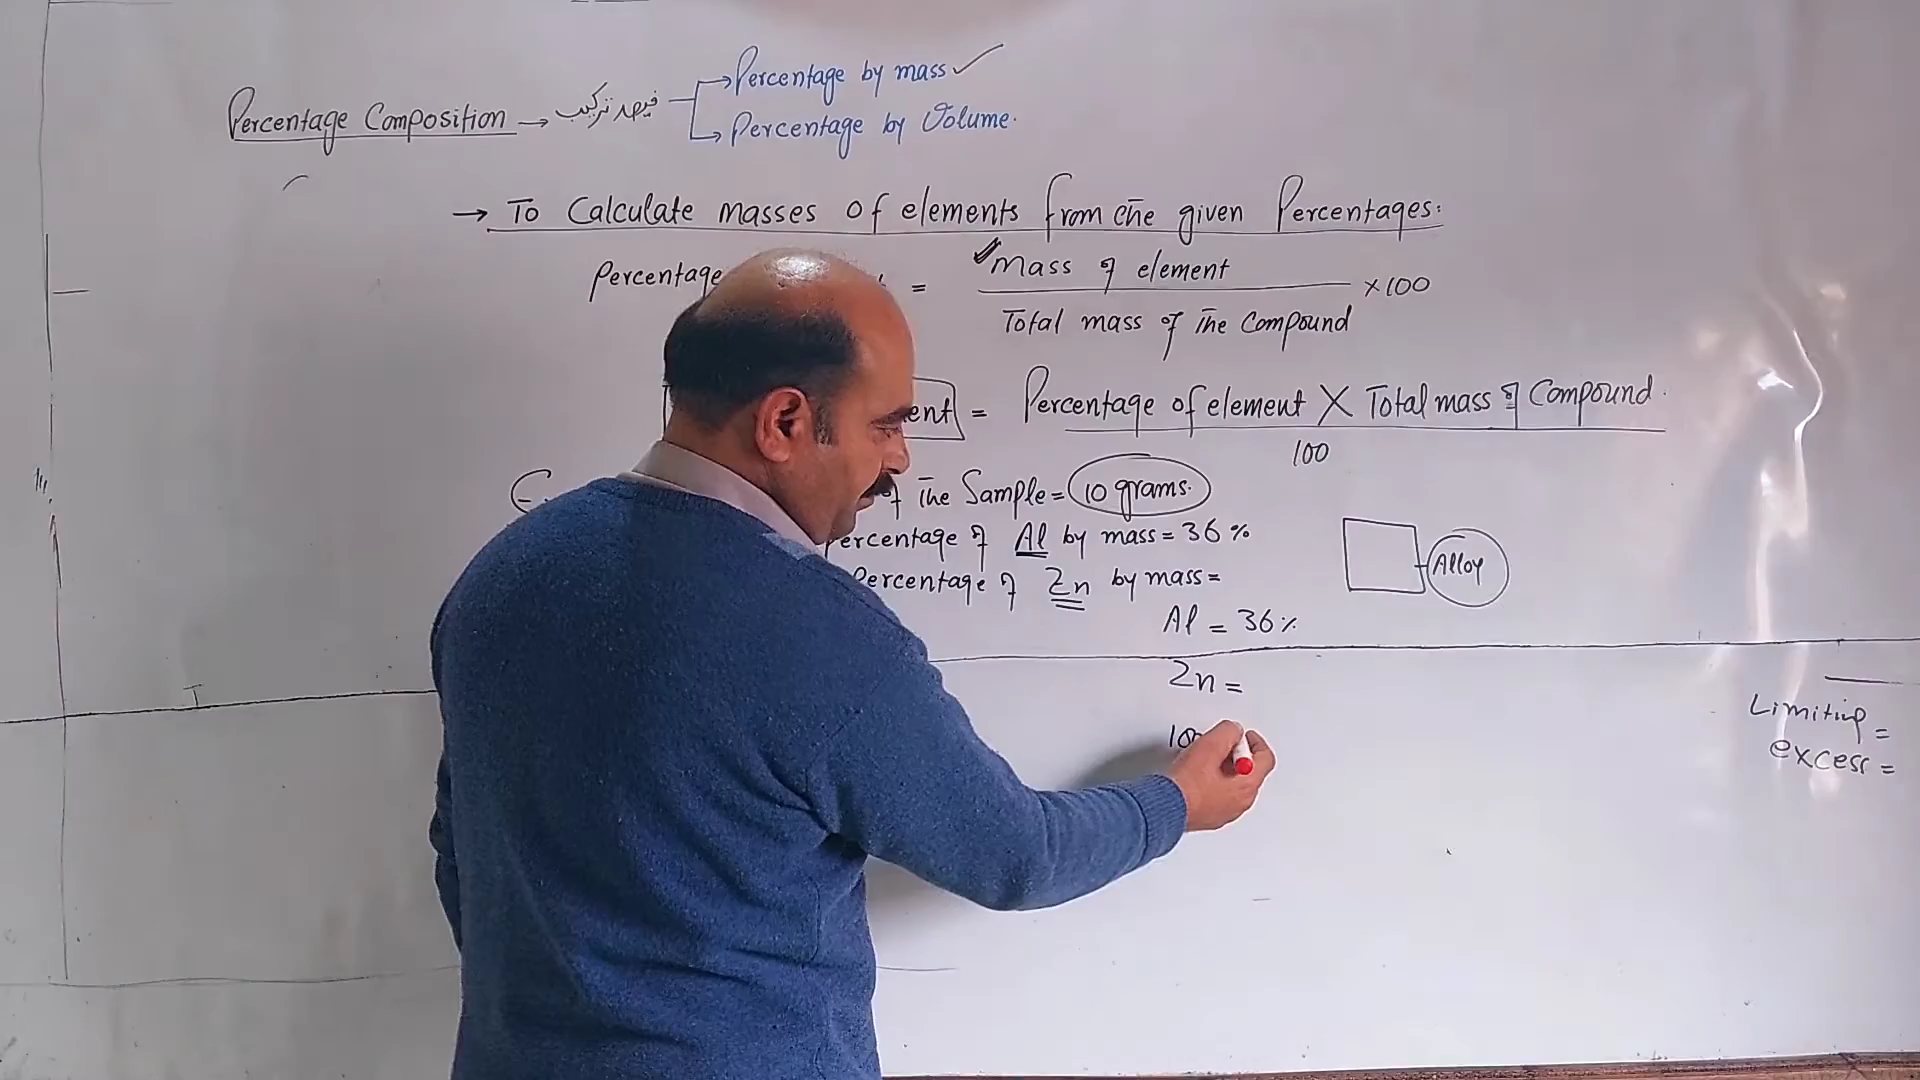 Percentage Composition → فیصد ترکیب
→ Percentage by mass ✓
→ Percentage by Volume.
→ To Calculate masses of elements from the given Percentages:
Percentage = Mass of element × 100
Total mass of the Compound
= Percentage of element × Total mass of Compound.
100
of the Sample = 10 grams.
Percentage of Al by mass = 36 %
Percentage of Zn by mass =
Alloy
Al = 36 %
Zn =
Limiting =
excess =